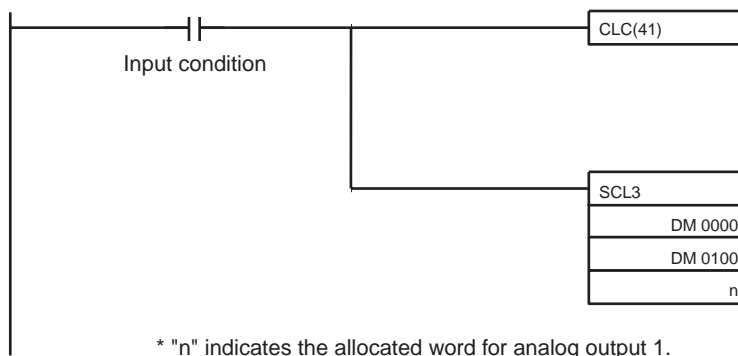 CLC(41)
Input condition
SCL3
DM 0000
DM 0100
n
* "n" indicates the allocated word for analog output 1.